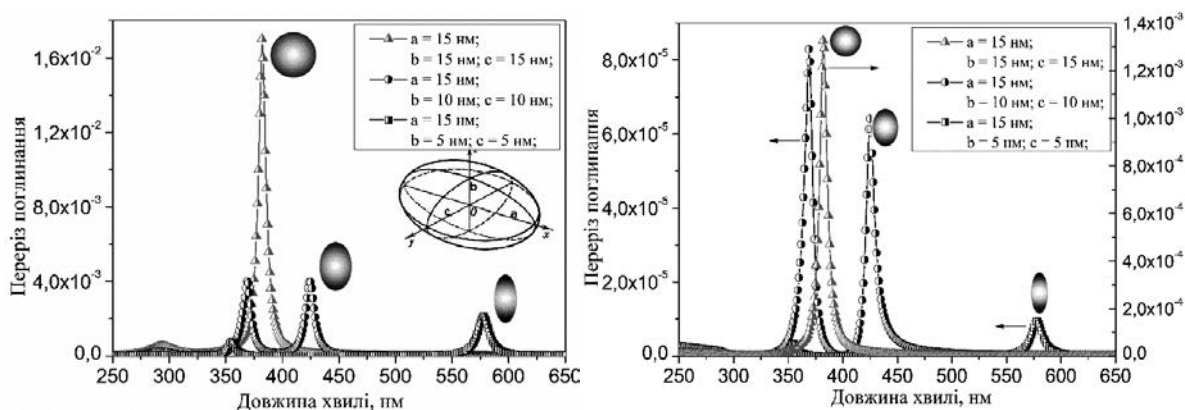 Переріз поглинання
1,6x10⁻²
1,2x10⁻²
8,0x10⁻³
4,0x10⁻³
0,0
a = 15 нм;
b = 15 нм; c = 15 нм;
a = 15 нм;
b = 10 нм; c = 10 нм;
a = 15 нм;
b = 5 нм; c = 5 нм;
b
c
0
a
x
250 300 350 400 450 500 550 600 650
Довжина хвилі, нм
Переріз поглинання
8,0x10⁻⁵
6,0x10⁻⁵
4,0x10⁻⁵
2,0x10⁻⁵
0,0
a = 15 нм;
b = 15 нм; c = 15 нм;
a = 15 нм;
b = 10 нм; c = 10 нм;
a = 15 нм;
b = 5 нм; c = 5 нм;
1,4x10⁻³
1,2x10⁻³
1,0x10⁻³
8,0x10⁻⁴
6,0x10⁻⁴
4,0x10⁻⁴
2,0x10⁻⁴
0,0
250 300 350 400 450 500 550 600 650
Довжина хвилі, нм